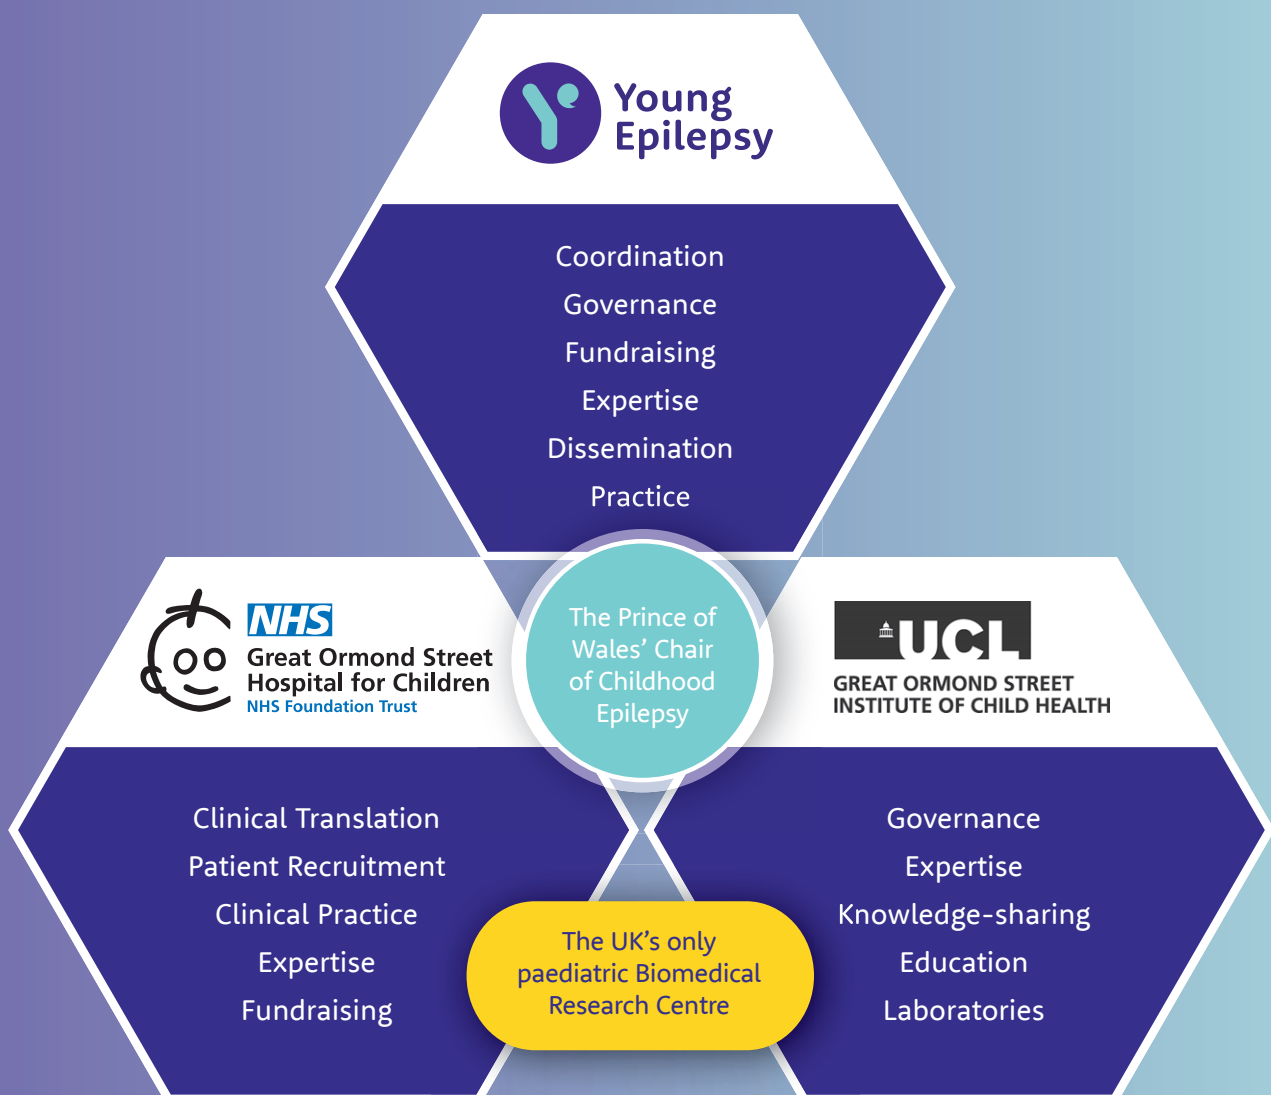 Young
Epilepsy
Coordination
Governance
Fundraising
Expertise
Dissemination
Practice
NHS
Great Ormond Street
Hospital for Children
NHS Foundation Trust
The Prince of
Wales’ Chair
of Childhood
Epilepsy
UCL
GREAT ORMOND STREET
INSTITUTE OF CHILD HEALTH
Clinical Translation
Patient Recruitment
Clinical Practice
Expertise
Fundraising
The UK’s only
paediatric Biomedical
Research Centre
Governance
Expertise
Knowledge-sharing
Education
Laboratories